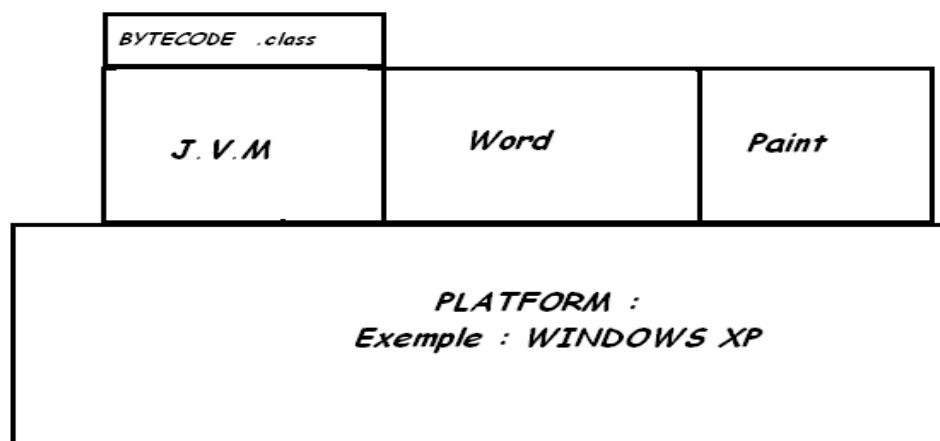 BYTECODE .class
J.V.M
Word
Paint
PLATFORM :
Exemple : WINDOWS XP